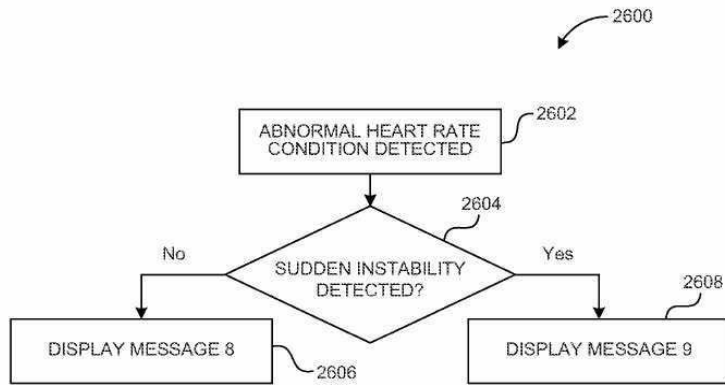 2600
ABNORMAL HEART RATE
CONDITION DETECTED
2602
2604
No
Yes
SUDDEN INSTABILITY
DETECTED?
2608
DISPLAY MESSAGE 8
DISPLAY MESSAGE 9
2606